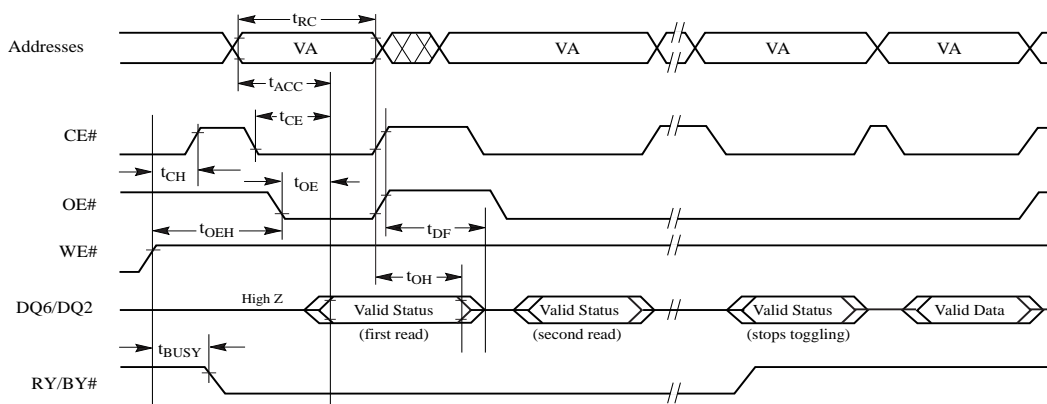 tRC
Addresses VA VA VA VA
tACC
tCE
CE#
tCH
tOE
OE#
tOEH
tDF
WE#
tOH
High Z
DQ6/DQ2 Valid Status Valid Status Valid Status Valid Data
(first read) (second read) (stops toggling)
tBUSY
RY/BY#